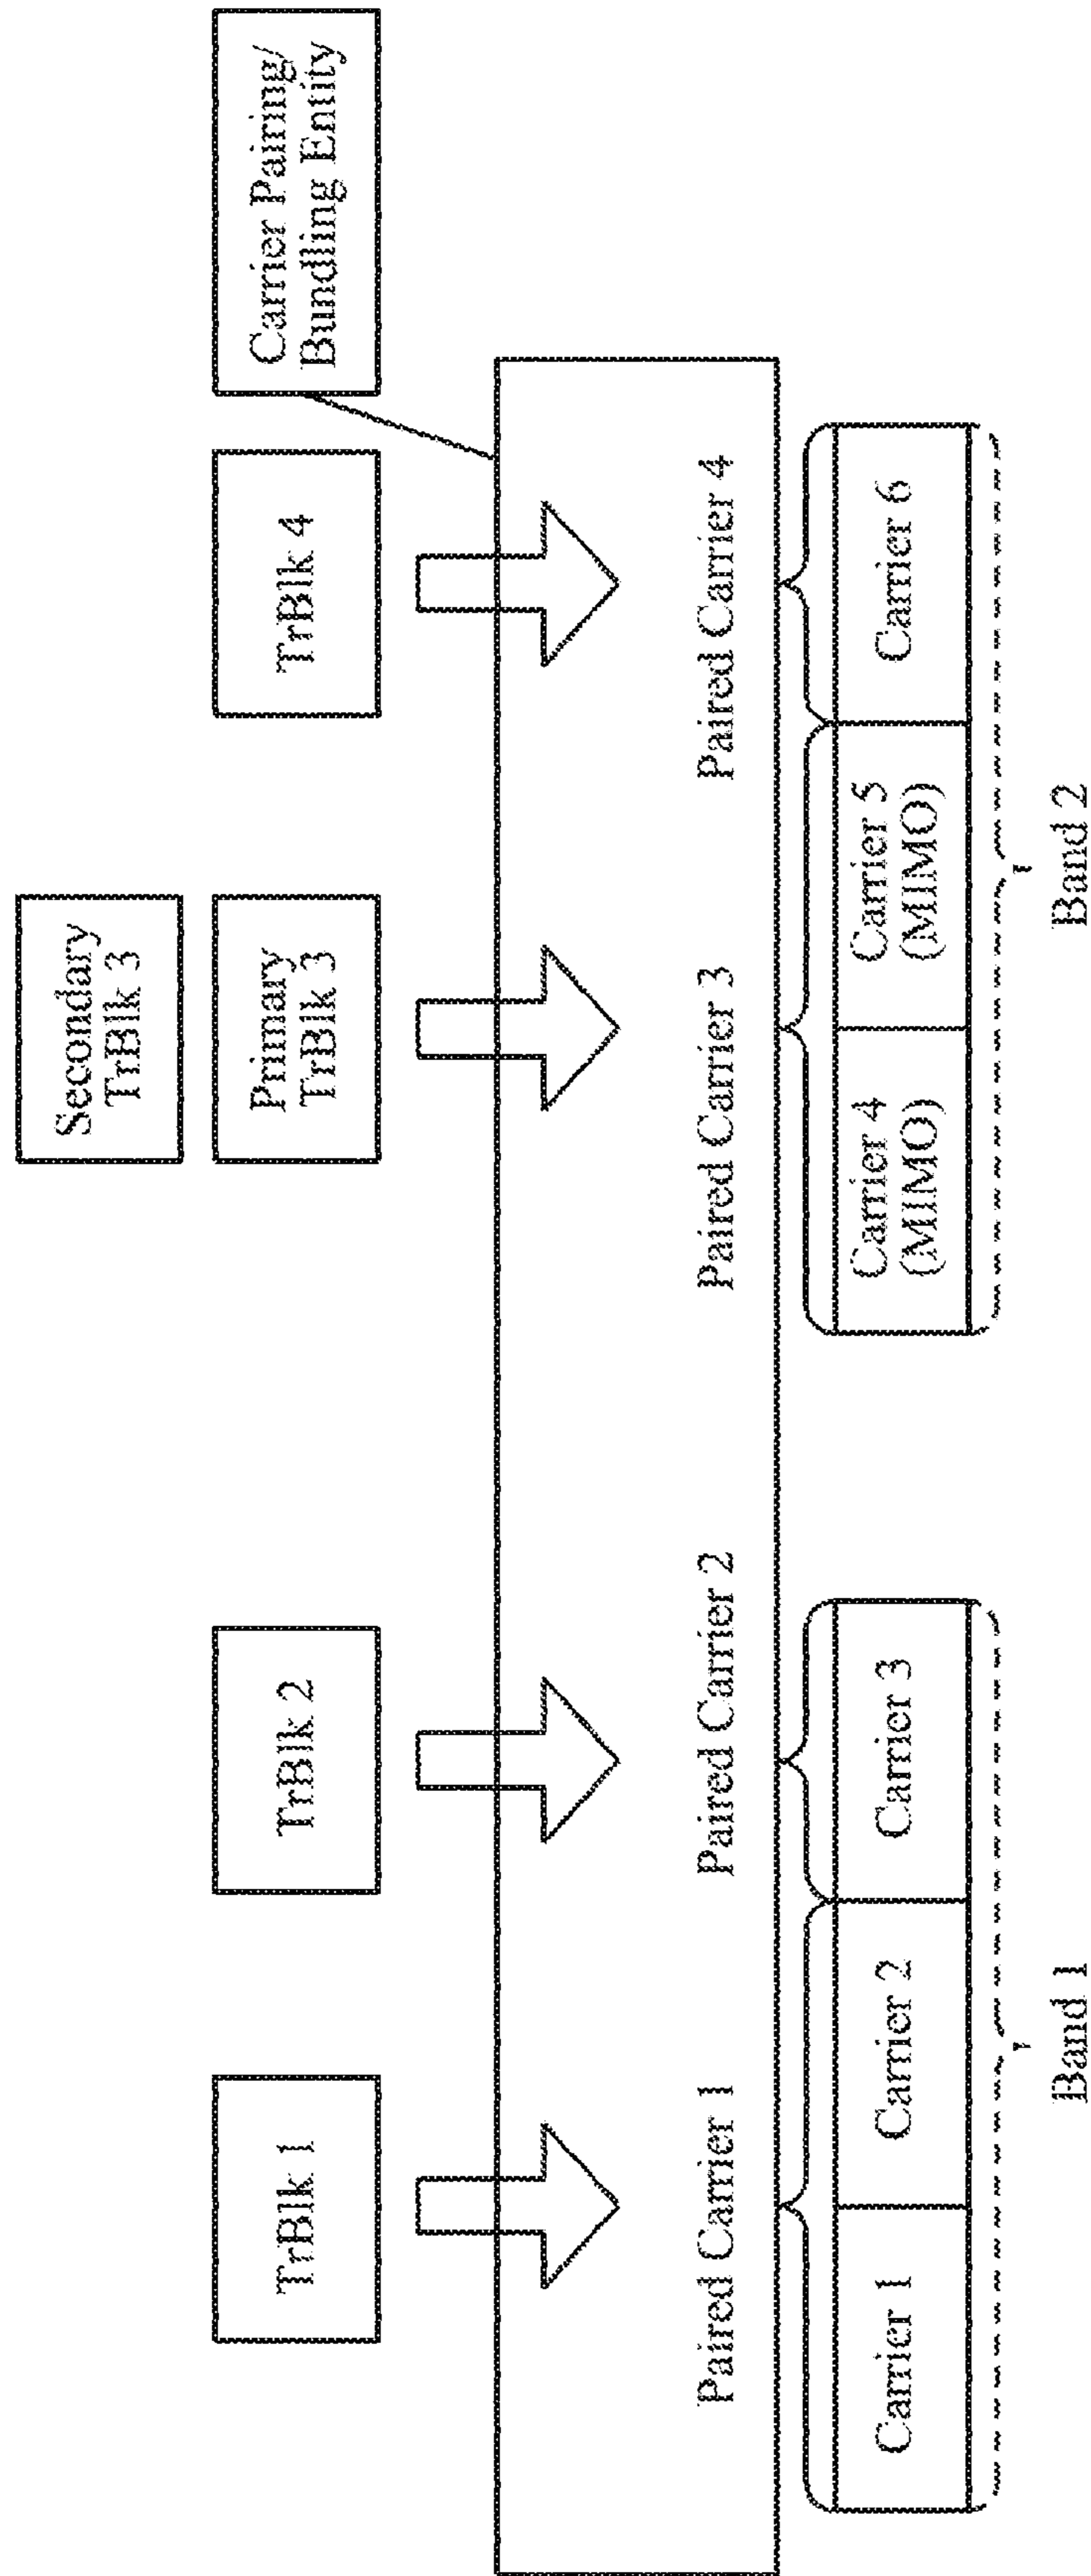 Secondary
TrBlk 3
TrBlk 1
TrBlk 2
Primary
TrBlk 3
TrBlk 4
Carrier Pairing/
Bundling Entity
Paired Carrier 1
Paired Carrier 2
Paired Carrier 3
Paired Carrier 4
Carrier 1
Carrier 2
Carrier 3
Carrier 4
(MIMO)
Carrier 5
(MIMO)
Carrier 6
Band 1
Band 2